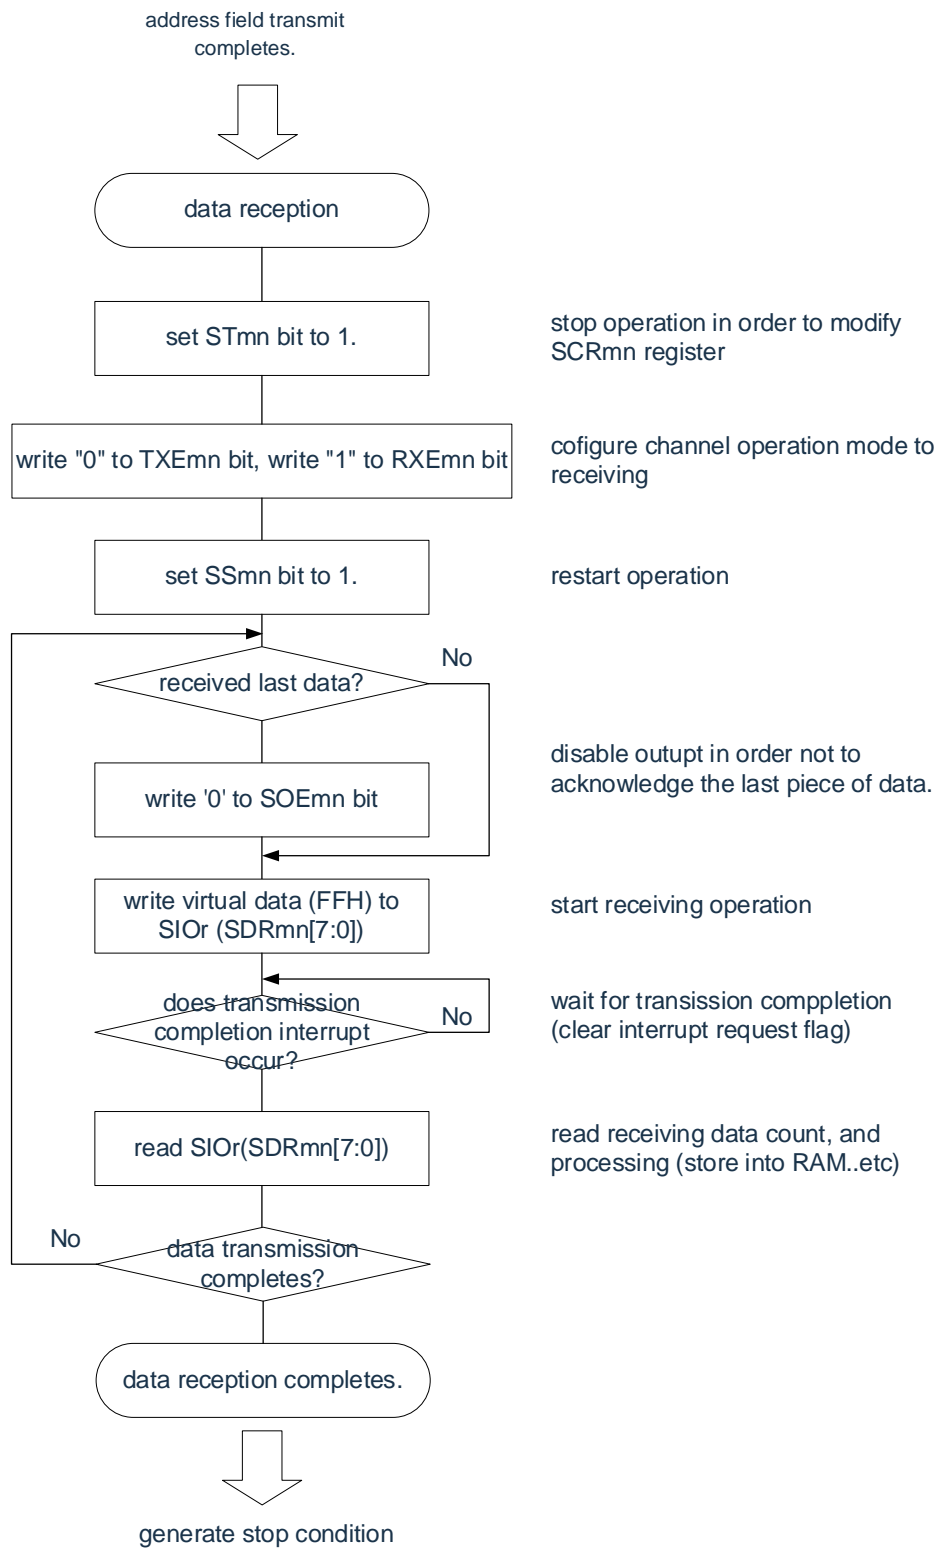 address field transmit
completes.
data reception
set STmn bit to 1.
stop operation in order to modify
SCRmn register
write "0" to TXEmn bit, write "1" to RXEmn bit
cofigure channel operation mode to
receiving
set SSmn bit to 1.
restart operation
No
received last data?
disable outupt in order not to
acknowledge the last piece of data.
write '0' to SOEmn bit
write virtual data (FFH) to
SIOr (SDRmn[7:0])
start receiving operation
does transmission
completion interrupt
occur?
No
wait for transission comppletion
(clear interrupt request flag)
read SIOr(SDRmn[7:0])
read receiving data count, and
processing (store into RAM..etc)
No
data transmission
completes?
data reception completes.
generate stop condition